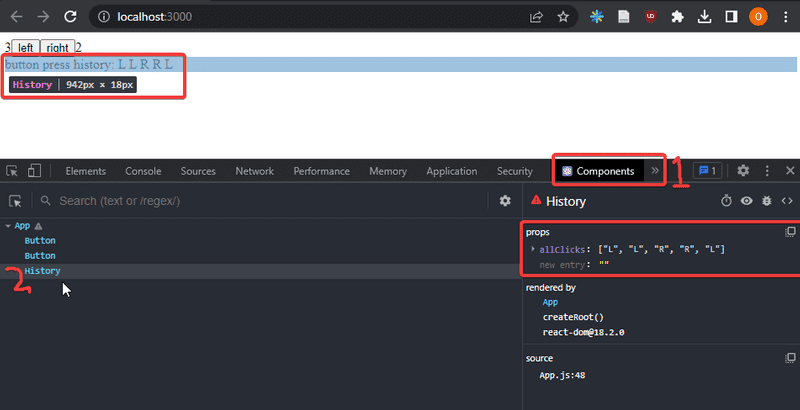 localhost:3000
UD
O
3 left right 2
button press history: L L R R L
History | 942px × 18px
Elements Console Sources Network Performance Memory Application Security Components » 1
1
Search (text or /regex/)
History
App
Button
Button
History
2
props
allClicks: ["L", "L", "R", "R", "L"]
new entry: ""
rendered by
App
createRoot()
react-dom@18.2.0
source
App.js:48